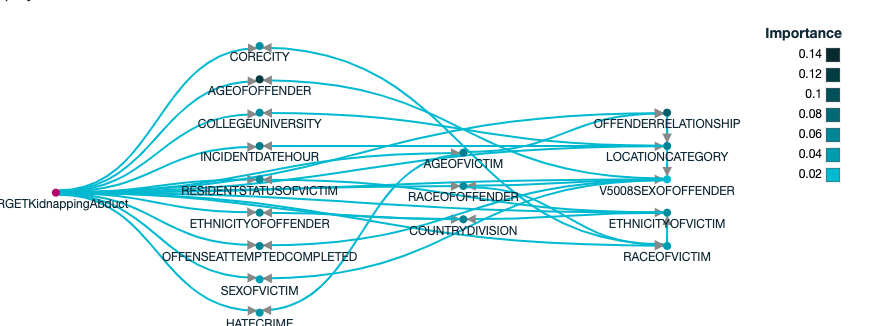 Importance
0.14
0.12
0.1
0.08
0.06
0.04
0.02
CORECITY
AGEOFOFFENDER
COLLEGEUNIVERSITY
OFFENDERRELATIONSHIP
INCIDENTDATEHOUR
AGEOFVICTIM
LOCATIONCATEGORY
RESIDENTSTATUSOFVICTIM
RACEOFOFFENDER
V5008SEXOFOFFENDER
RGETKidnappingAbduct
ETHNICITYOFOFFENDER
COUNTRYDIVISION
ETHNICITYOFVICTIM
OFFENSEATTEMPTEDCOMPLETED
RACEOFVICTIM
SEXOFVICTIM
HATECRIME